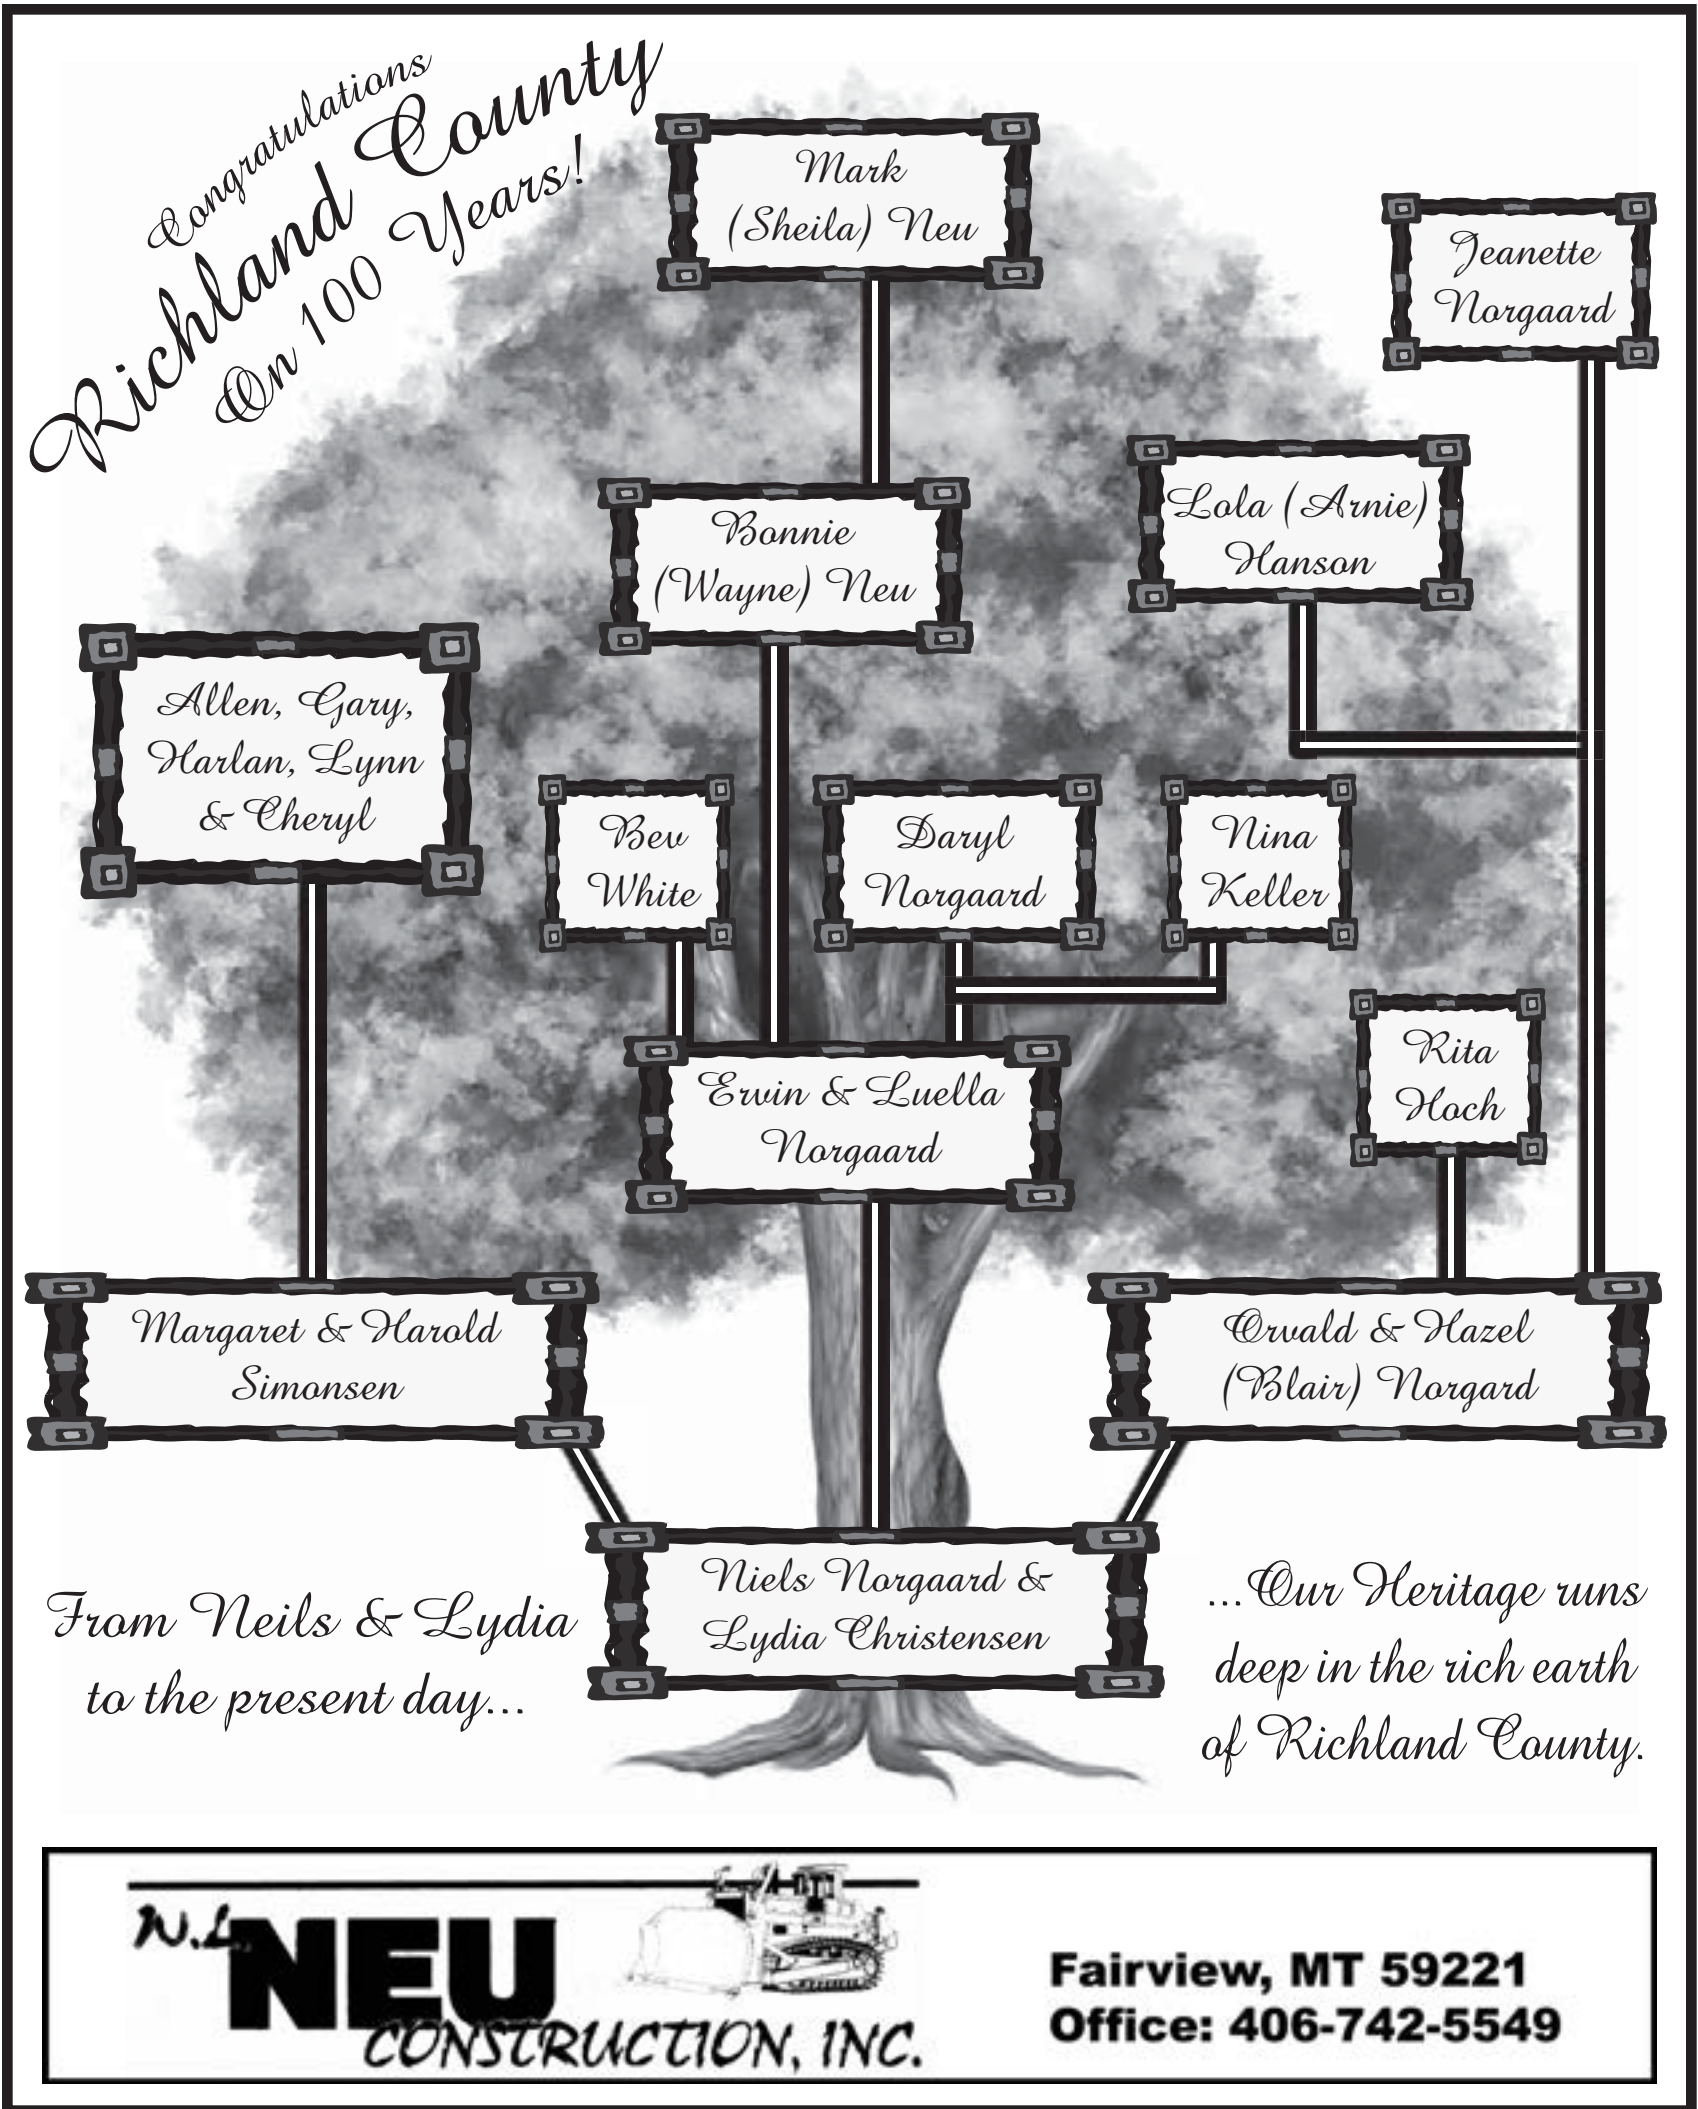 Congratulations
Richland County
On 100 Years!
Mark
(Sheila) Neu
Jeanette
Norgaard
Lola (Arnie)
Hanson
Bonnie
(Wayne) Neu
Allen, Gary,
Harlan, Lynn
& Cheryl
Bev
White
Daryl
Norgaard
Nina
Keller
Rita
Hoch
Ervin & Luella
Norgaard
Margaret & Harold
Simonsen
Orvald & Hazel
(Blair) Norgard
Niels Norgaard &
Lydia Christensen
From Neils & Lydia
to the present day...
...Our Heritage runs
deep in the rich earth
of Richland County.
W.L. NEU
CONSTRUCTION, INC.
Fairview, MT 59221
Office: 406-742-5549